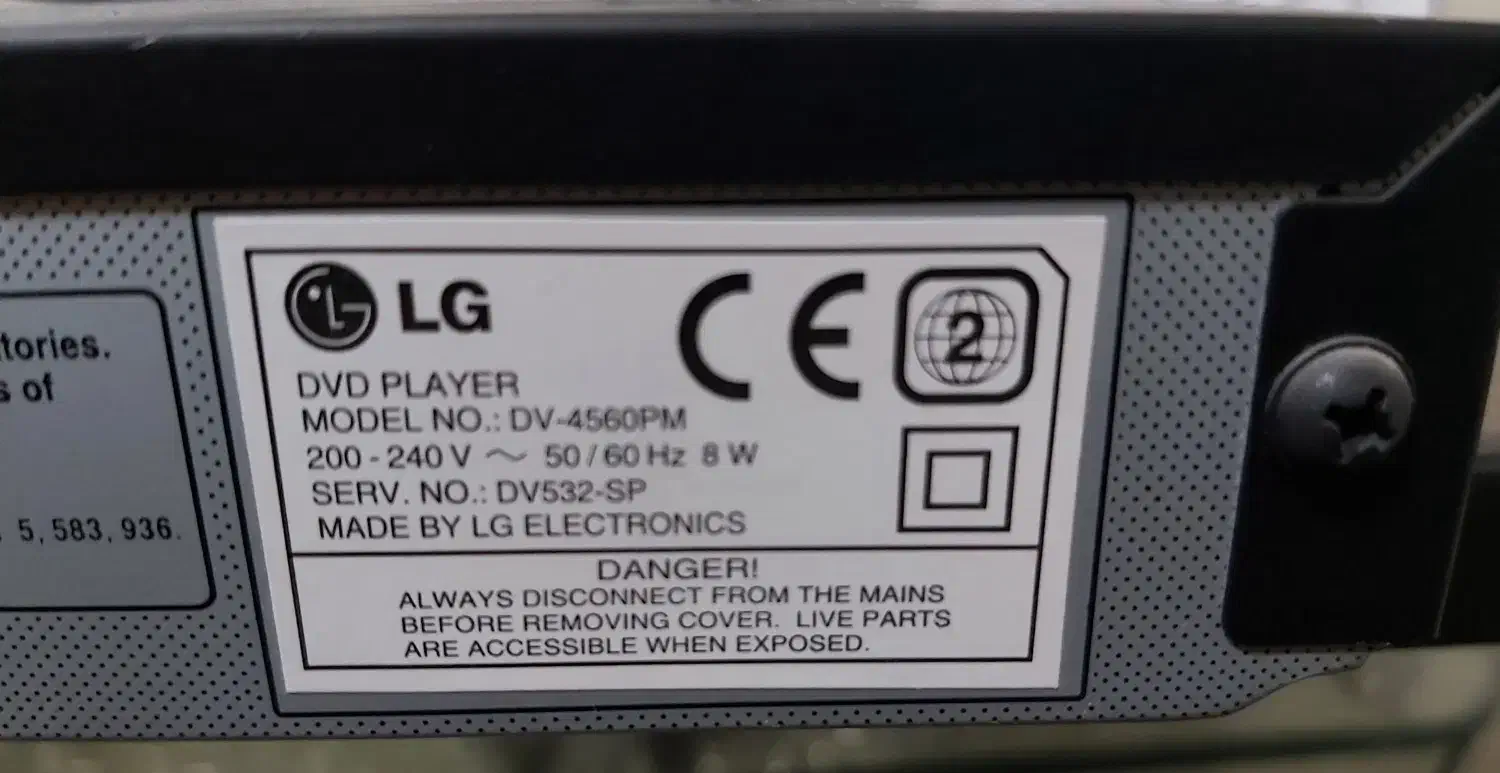 tories.
s of
5,583,936.
LG
CE
2
DVD PLAYER
MODEL NO.: DV-4560PM
200 - 240 V ~ 50 / 60 Hz 8 W
SERV. NO.: DV532-SP
MADE BY LG ELECTRONICS
DANGER!
ALWAYS DISCONNECT FROM THE MAINS
BEFORE REMOVING COVER. LIVE PARTS
ARE ACCESSIBLE WHEN EXPOSED.